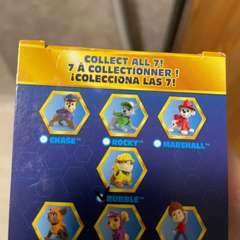 COLLECT ALL 7!
7 À COLLECTIONNER !
¡COLECCIONA LAS 7!
CHASE™ ROCKY™ MARSHALL™
RUBBLE™